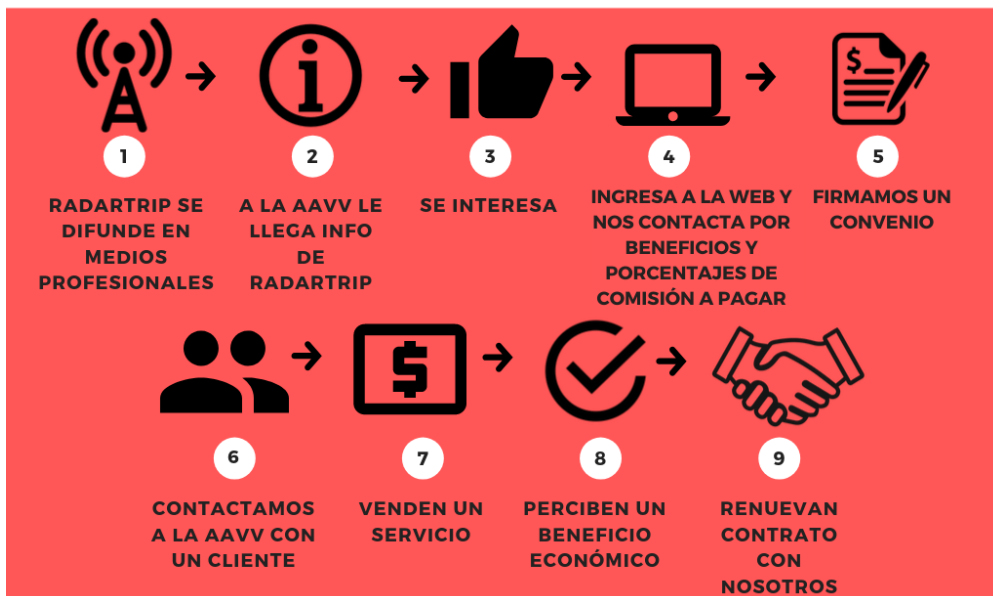 1
RADARTRIP SE
DIFUNDE EN
MEDIOS
PROFESIONALES
2
A LA AAVV LE
LLEGA INFO
DE
RADARTRIP
3
SE INTERESA
4
INGRESA A LA WEB Y
NOS CONTACTA POR
BENEFICIOS Y
PORCENTAJES DE
COMISIÓN A PAGAR
$
5
FIRMAMOS UN
CONVENIO
6
CONTACTAMOS
A LA AAVV CON
UN CLIENTE
$
7
VENDEN UN
SERVICIO
8
PERCIBEN UN
BENEFICIO
ECONÓMICO
9
RENUEVAN
CONTRATO
CON
NOSOTROS